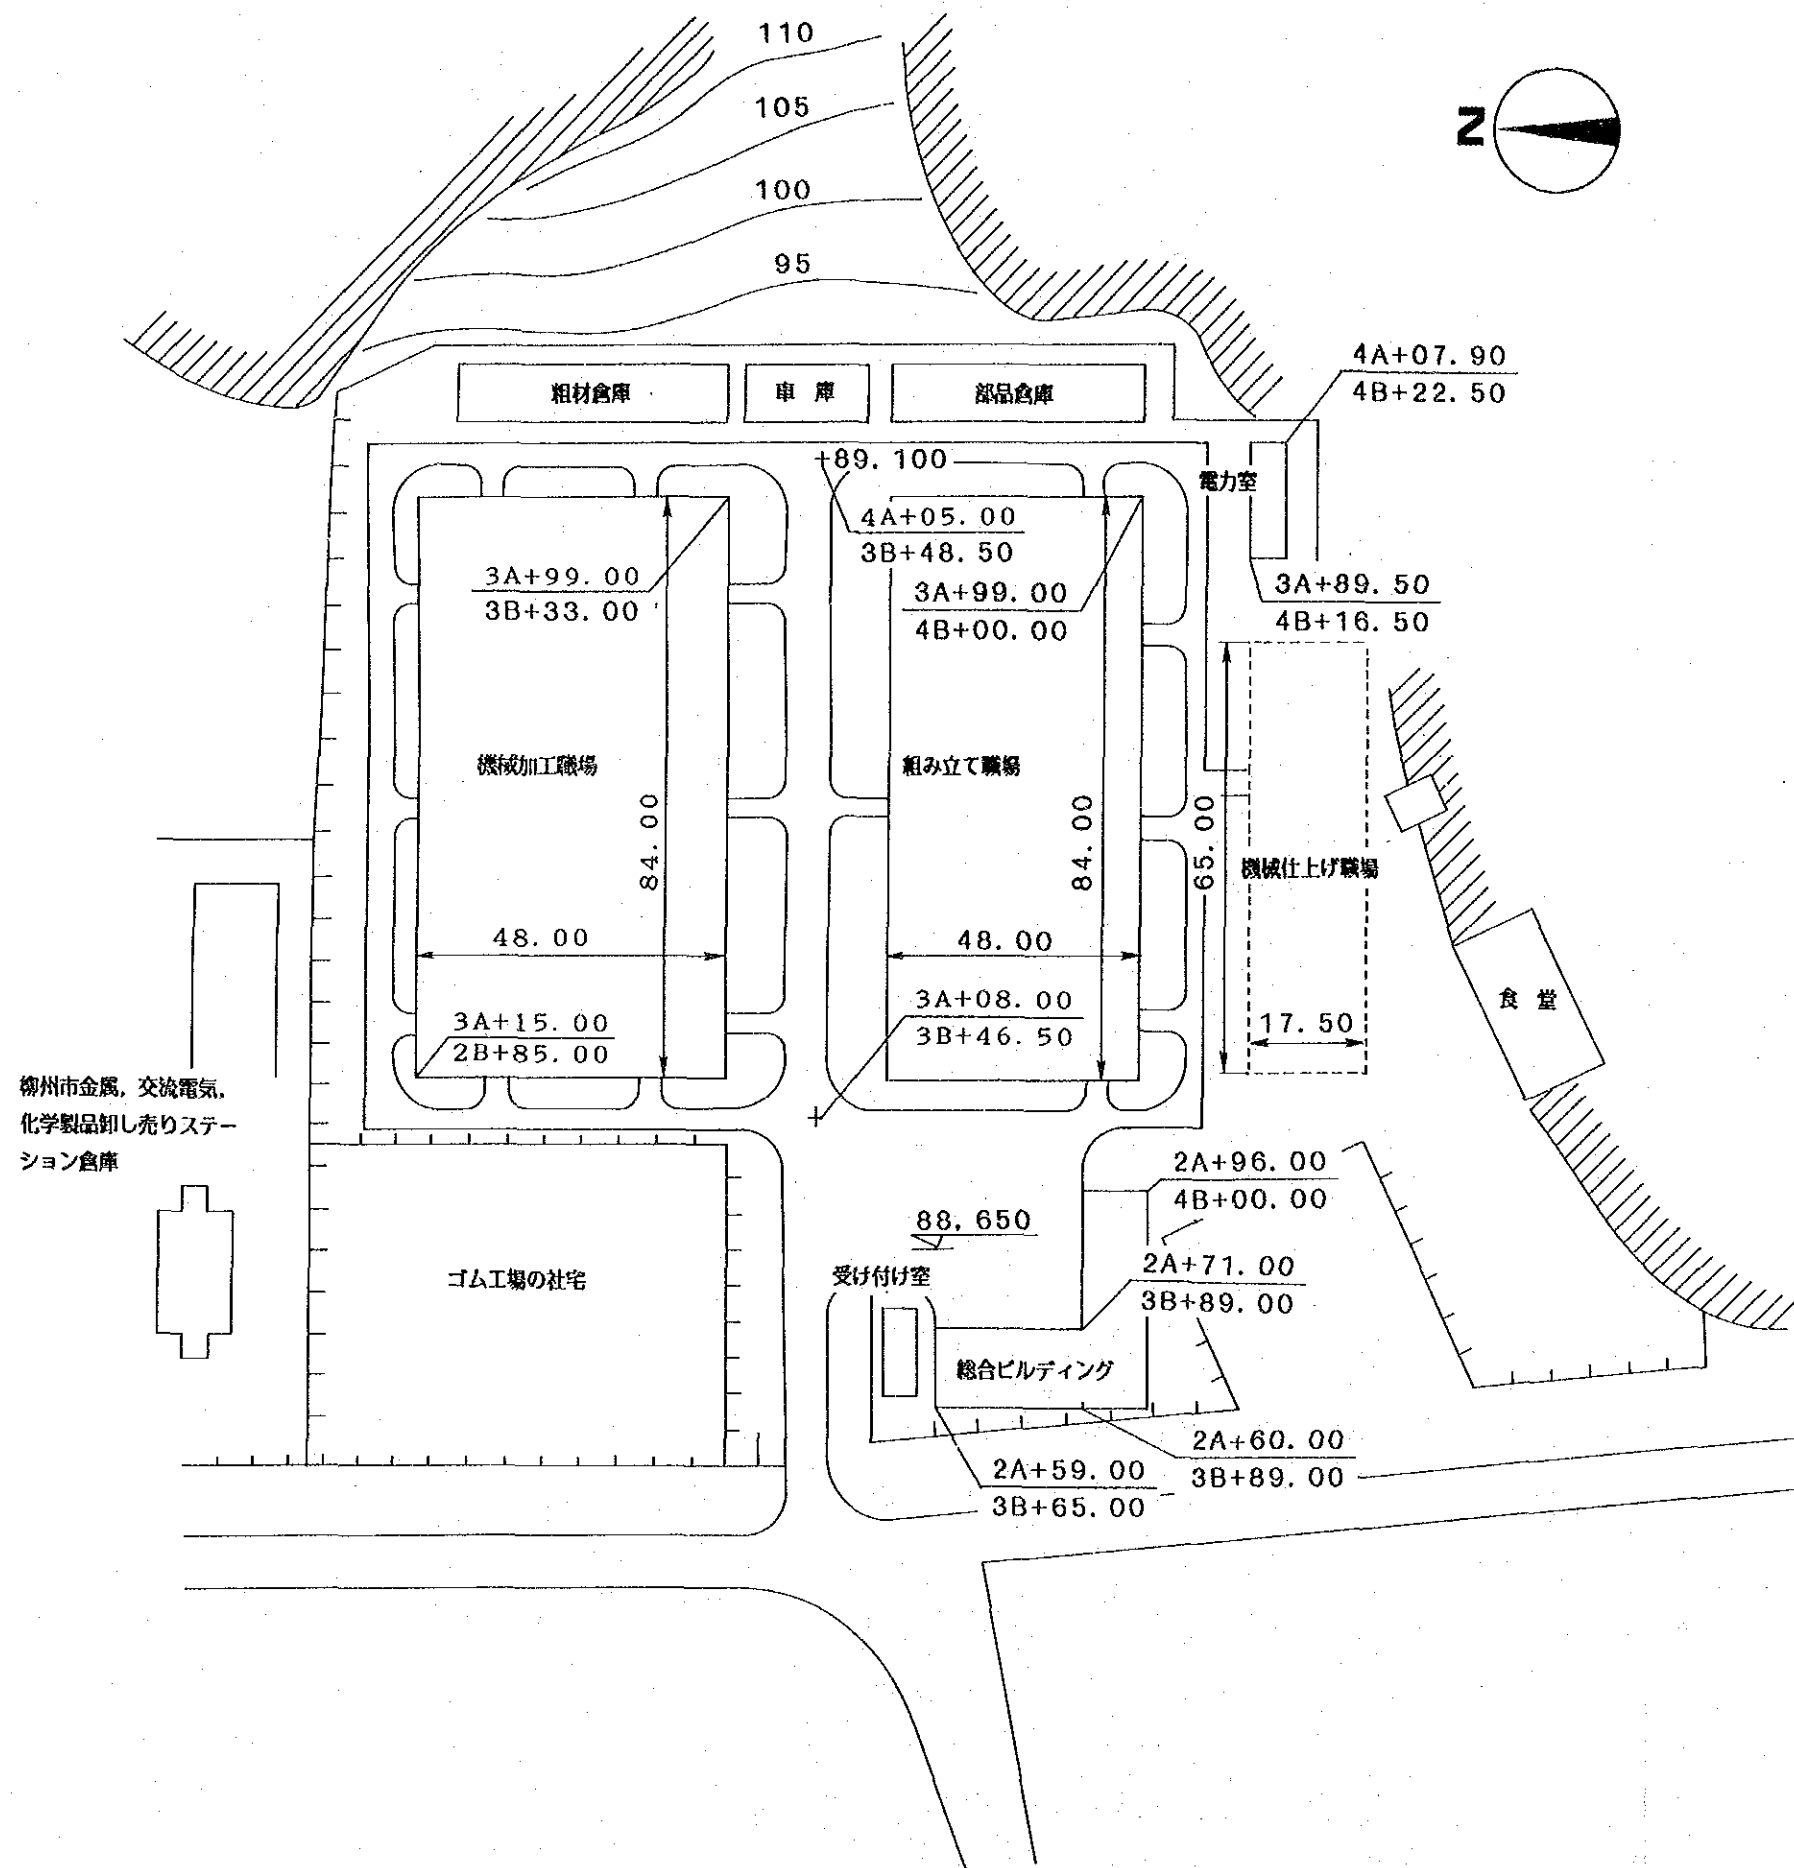 110
105
100
95
N
4A+07.90
4B+22.50
粗材倉庫
車 庫
部品倉庫
+89.100
電力室
4A+05.00
3B+48.50
3A+99.00
3B+33.00
3A+99.00
4B+00.00
3A+89.50
4B+16.50
機械加工職場
組み立て職場
84.00
84.00
65.00
機械仕上げ職場
48.00
48.00
食 堂
3A+15.00
2B+85.00
3A+08.00
3B+46.50
17.50
柳州市金属, 交流電気,
化学製品卸し売りステー
ション倉庫
2A+96.00
4B+00.00
88,650
2A+71.00
3B+89.00
ゴム工場の社宅
受け付け室
総合ビルディング
2A+60.00
3B+89.00
2A+59.00
3B+65.00